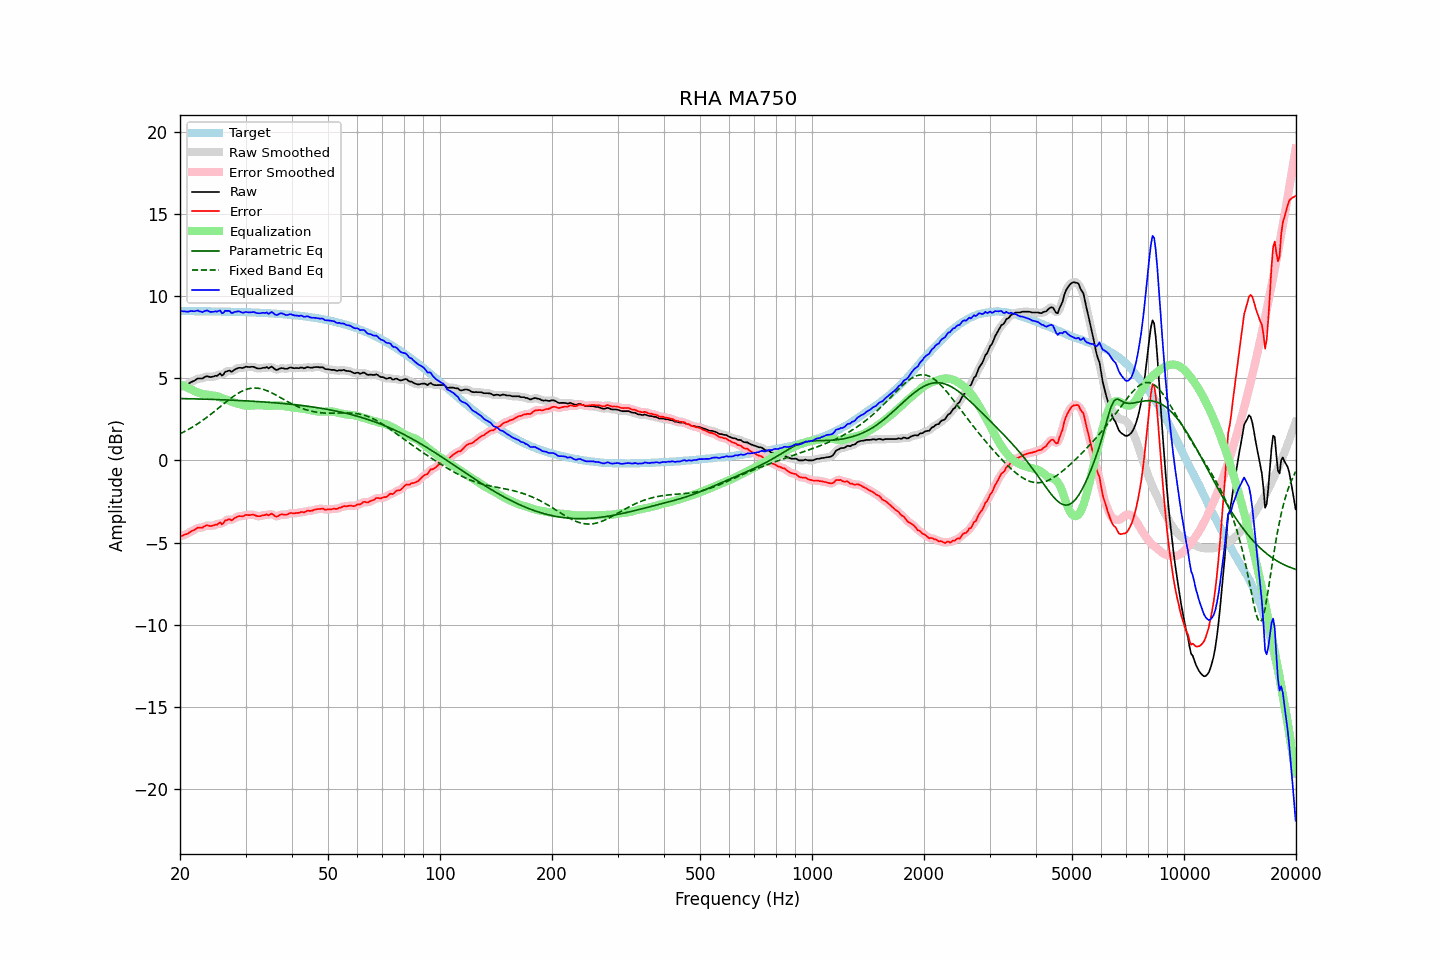 RHA MA750
Target
Raw Smoothed
Error Smoothed
Raw
Error
Equalization
Parametric Eq
Fixed Band Eq
Equalized
20
15
10
5
0
−5
−10
−15
−20
Amplitude (dBr)
20
50
100
200
500
1000
2000
5000
10000
20000
Frequency (Hz)